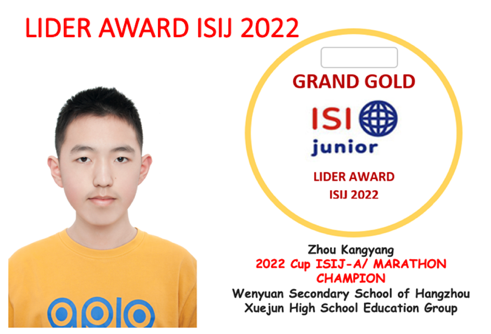 LIDER AWARD ISIJ 2022
GRAND GOLD
ISI
junior
LIDER AWARD
ISIJ 2022
Zhou Kangyang
2022 Cup ISIJ-A/ MARATHON
CHAMPION
Wenyuan Secondary School of Hangzhou
Xuejun High School Education Group
apio